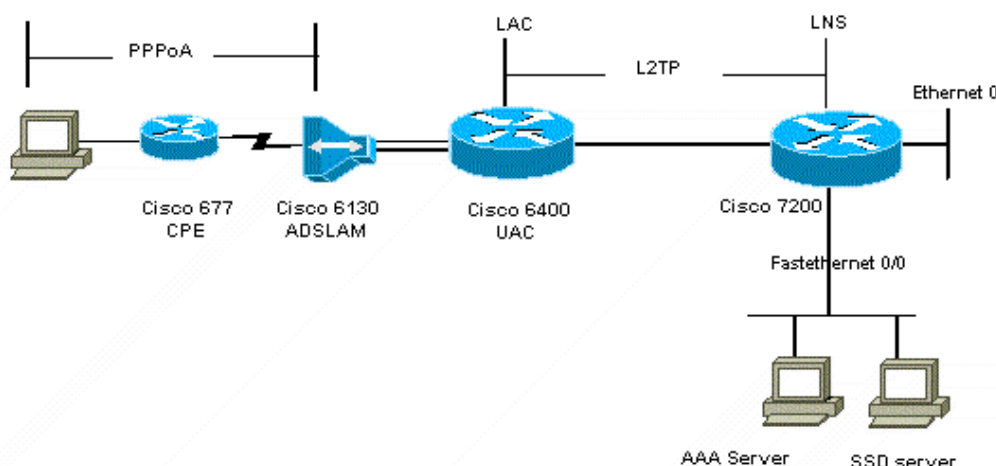 LAC
LNS
PPPoA
L2TP
Ethernet 0
Cisco 677
CPE
Cisco 6130
ADSLAM
Cisco 6400
UAC
Cisco 7200
Fastethernet 0/0
AAA Server
SSD server